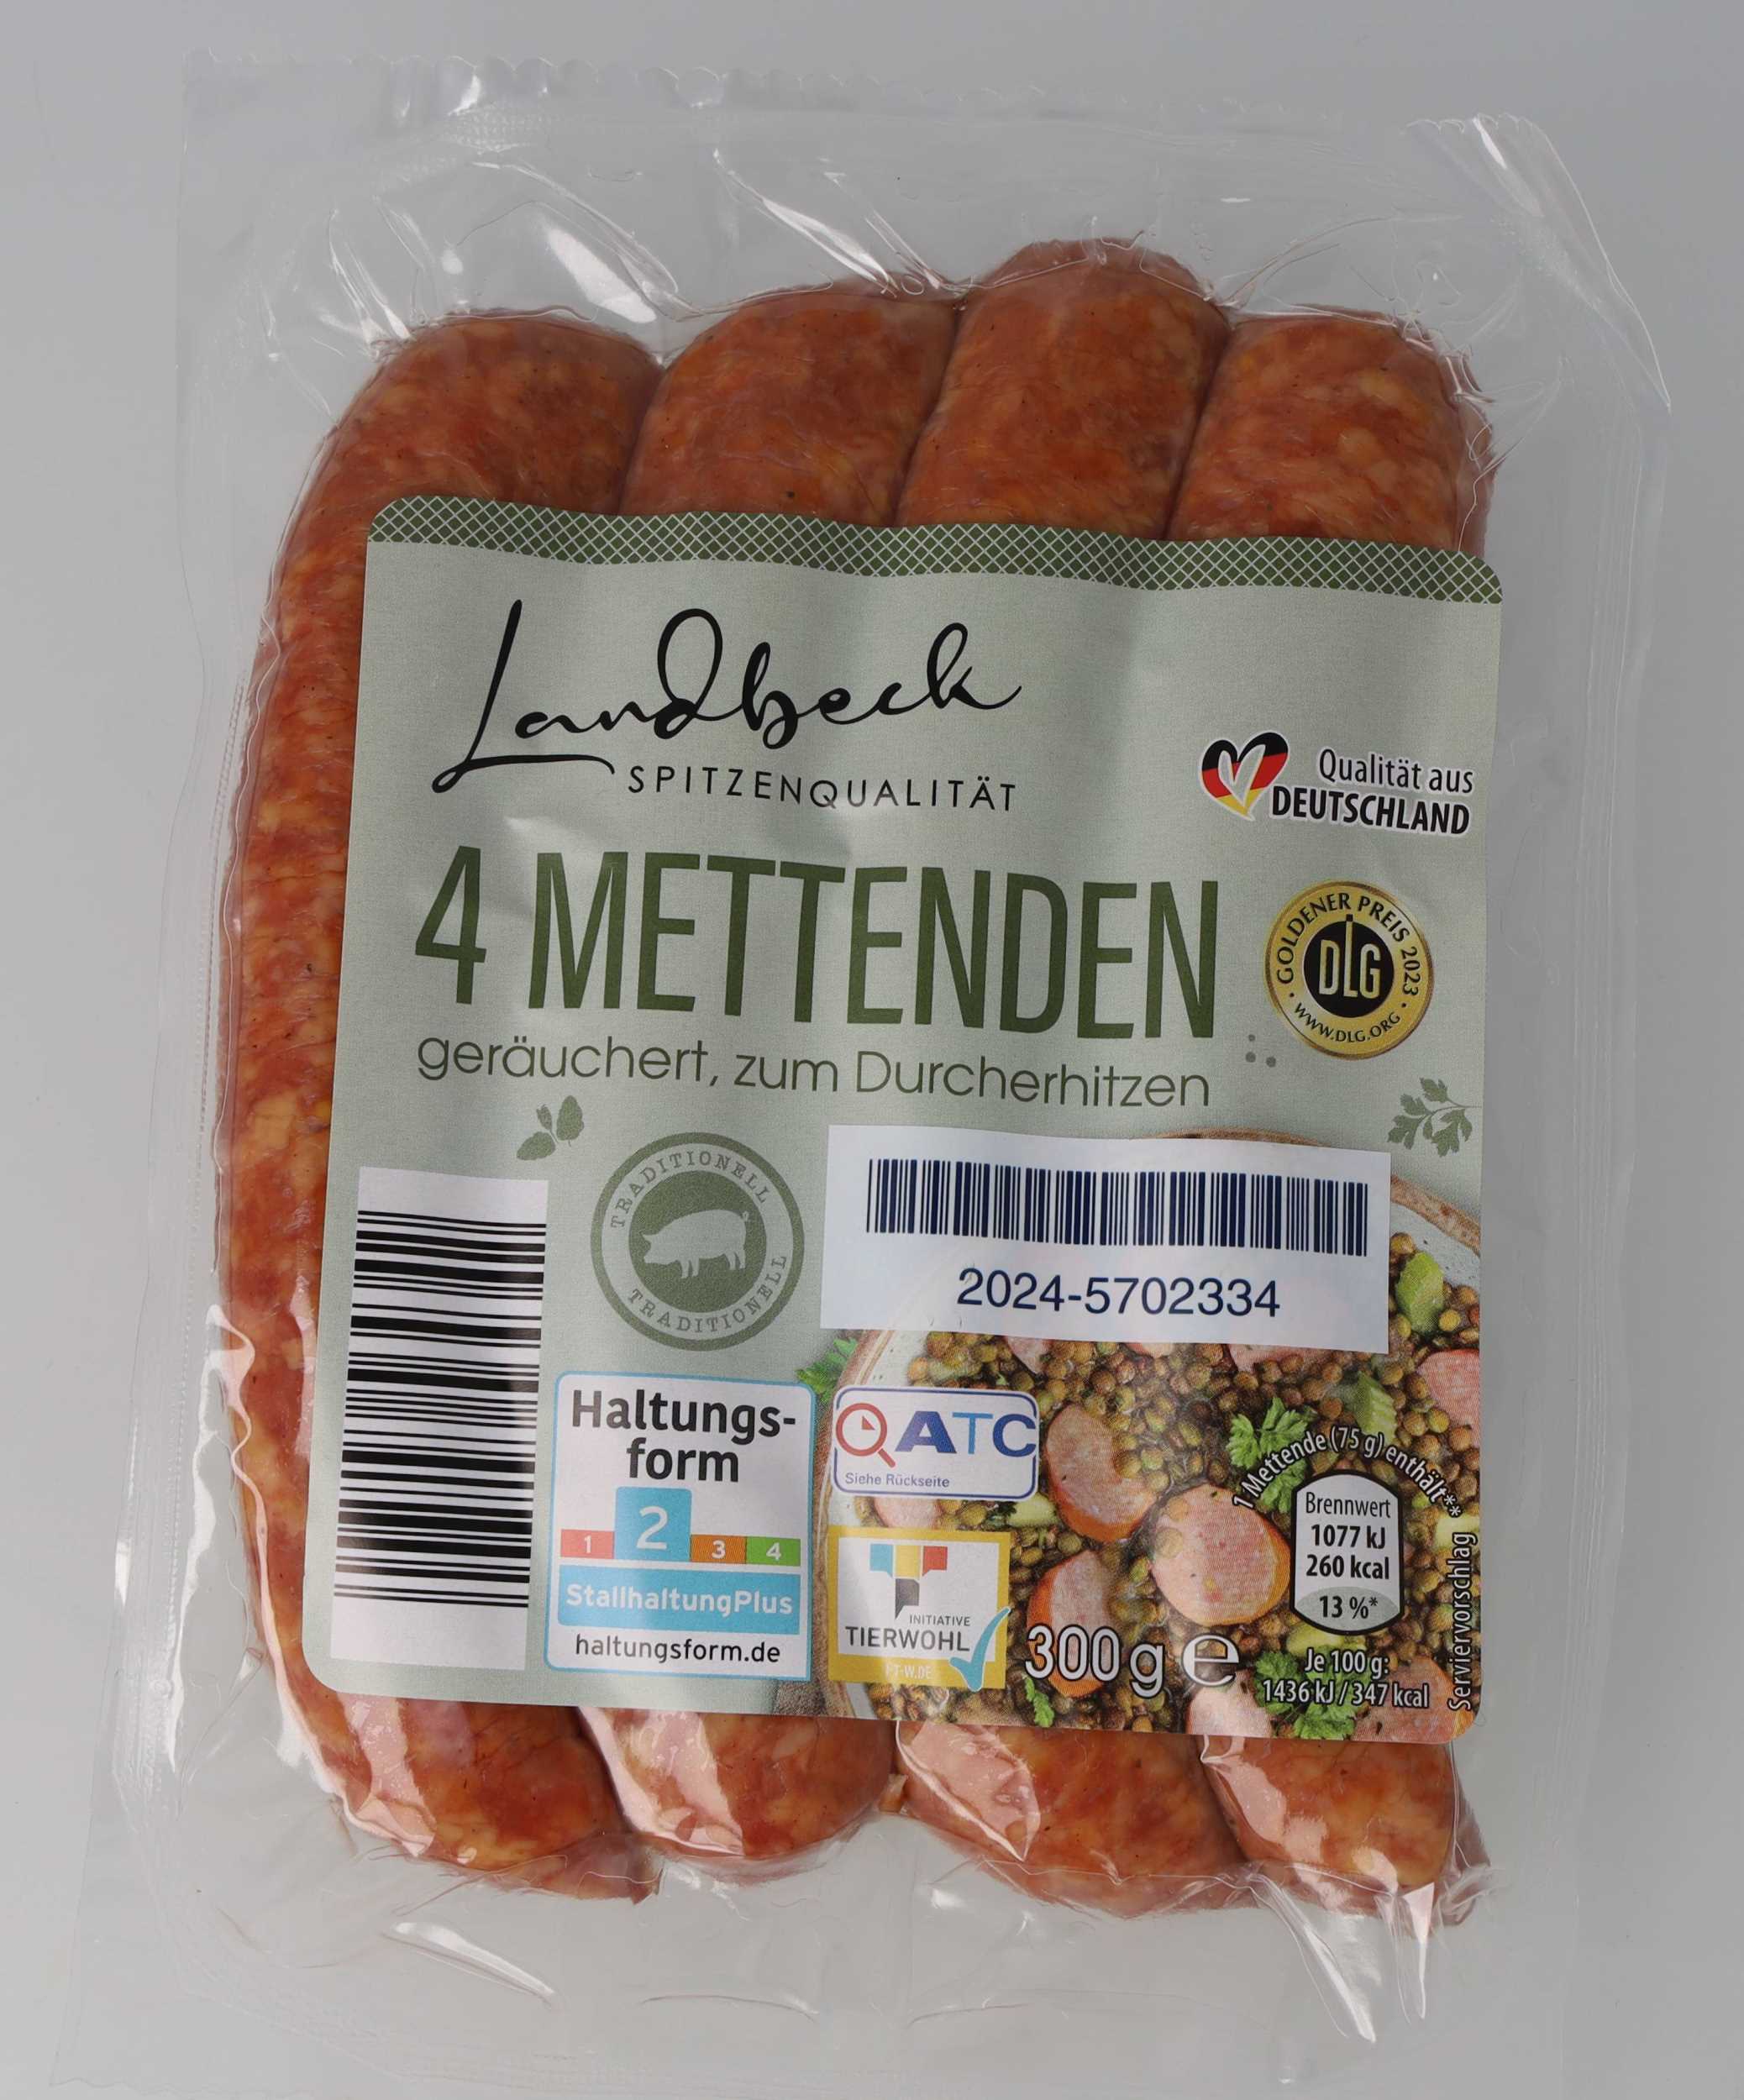 Landbeck
SPITZENQUALITÄT
Qualität aus
DEUTSCHLAND
4 METTENDEN
geräuchert, zum Durcherhitzen
GOLDENER PREIS 2023
DLG
WWW.DLG.ORG
TRADITIONELL
TRADITIONELL
2024-5702334
Haltungs-
form
1 2 3 4
StallhaltungPlus
haltungsform.de
ATC
Siehe Rückseite
INITIATIVE
TIERWOHL
I-T-W.DE
300 g e
1 Mettende (75 g) enthält**
Brennwert
1077 kJ
260 kcal
13 %*
Je 100 g:
1436 kJ / 347 kcal
Serviervorschlag